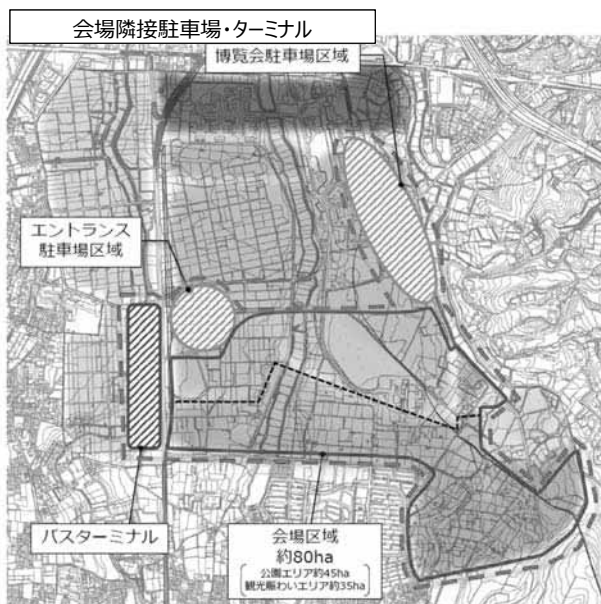 会場隣接駐車場・ターミナル
博覧会駐車場区域
エントランス
駐車場区域
バスターミナル
会場区域
約80ha
公園エリア約45ha
観光賑わいエリア約35ha